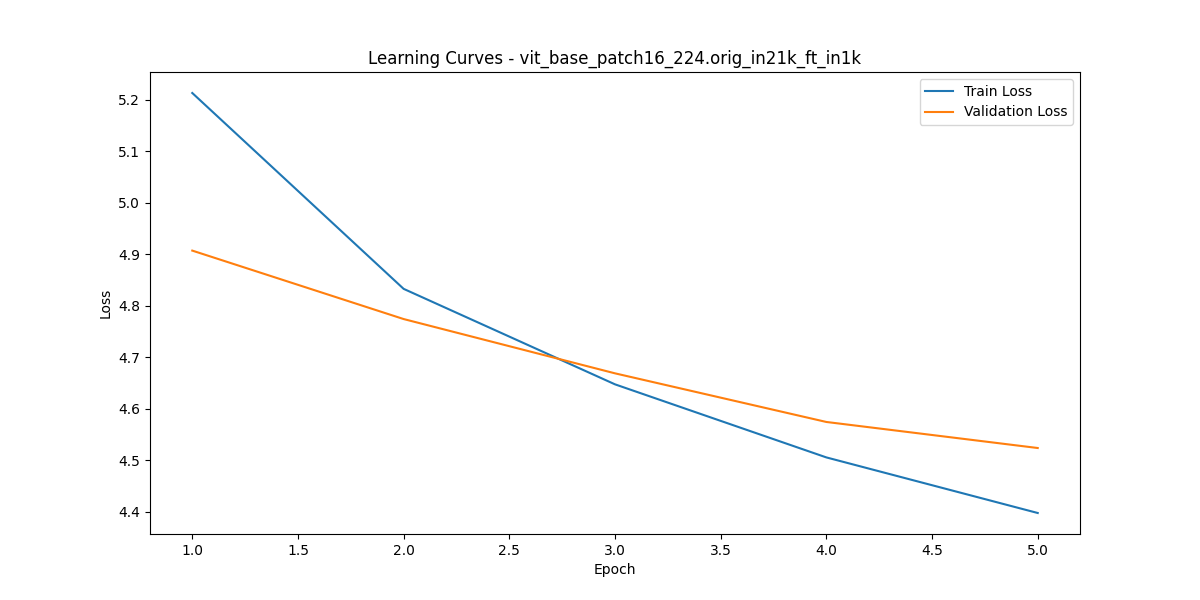 Learning Curves - vit_base_patch16_224.orig_in21k_ft_in1k
Train Loss
Validation Loss
5.2
5.1
5.0
4.9
4.8
4.7
4.6
4.5
4.4
Loss
1.0 1.5 2.0 2.5 3.0 3.5 4.0 4.5 5.0
Epoch